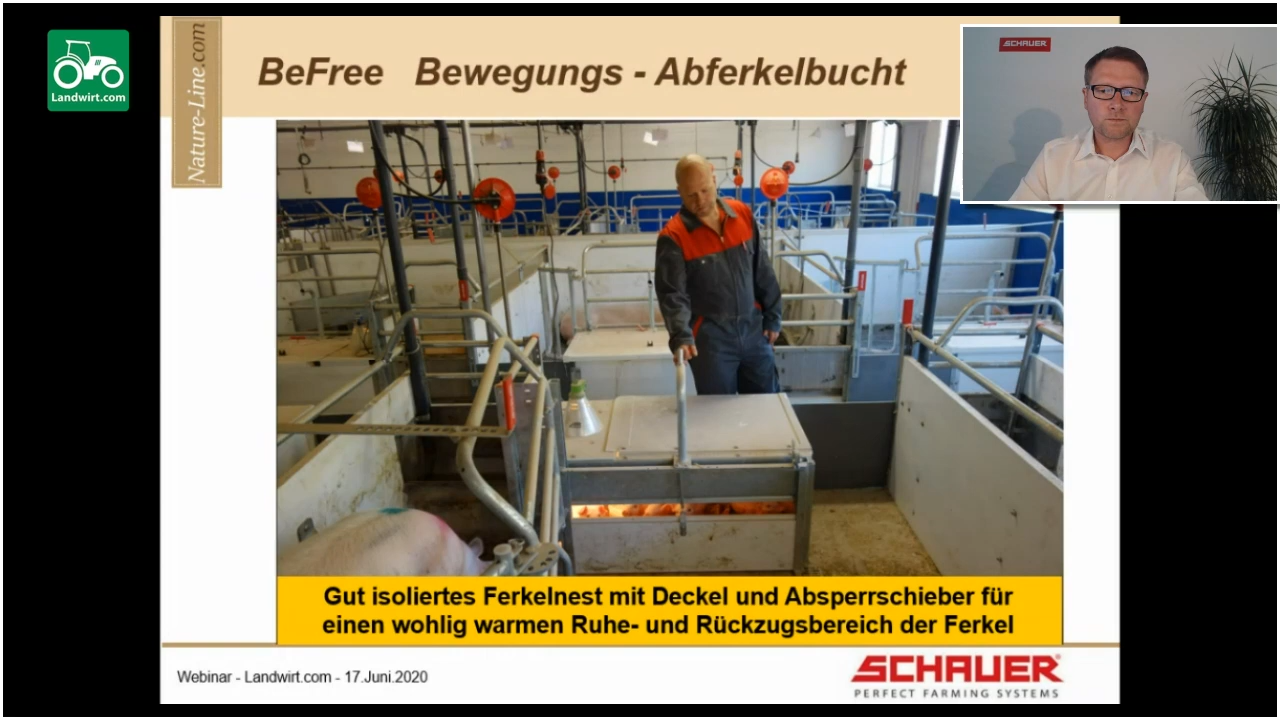 Landwirt.com
Nature-Line.com
BeFree Bewegungs - Abferkelbucht
SCHAUER
Gut isoliertes Ferkelnest mit Deckel und Absperrschieber für
einen wohlig warmen Ruhe- und Rückzugsbereich der Ferkel
Webinar - Landwirt.com - 17.Juni.2020
SCHAUER
PERFECT FARMING SYSTEMS